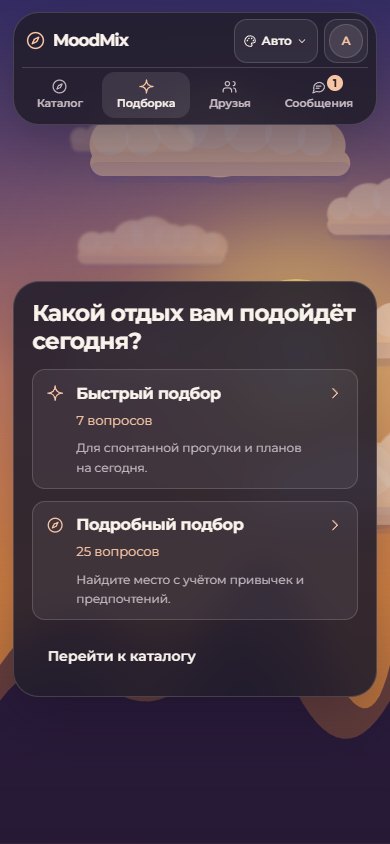 MoodMix
Авто
А
Каталог
Подборка
Друзья
1
Сообщения
Какой отдых вам подойдёт
сегодня?
Быстрый подбор
7 вопросов
Для спонтанной прогулки и планов
на сегодня.
Подробный подбор
25 вопросов
Найдите место с учётом привычек и
предпочтений.
Перейти к каталогу